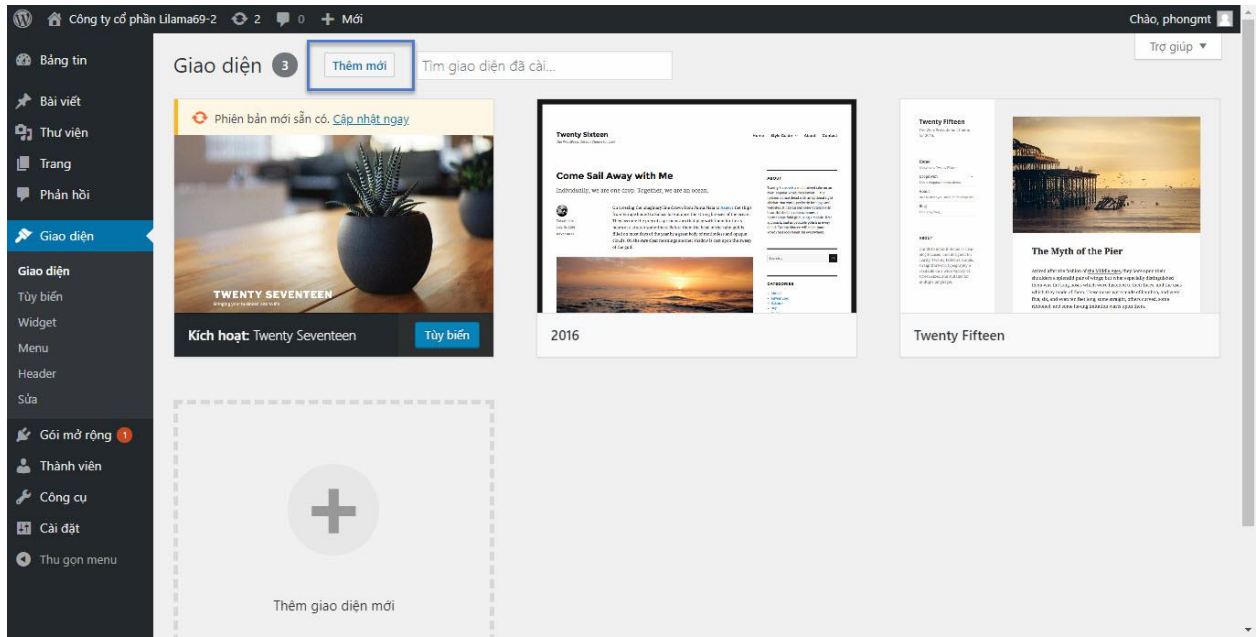 Công ty cổ phần Lilama69-2 2 0 Mới
Chào, phongmt
Trợ giúp
Bảng tin
Bài viết
Thư viện
Trang
Phản hồi
Giao diện
Giao diện
Tùy biến
Widget
Menu
Header
Sửa
Gói mở rộng 1
Thành viên
Công cụ
Cài đặt
Thu gọn menu
Giao diện 3 Thêm mới Tìm giao diện đã cài...
Phiên bản mới sẵn có. Cập nhật ngay
TWENTY SEVENTEEN
Kích hoạt: Twenty Seventeen Tùy biến
Twenty Sixteen
Come Sail Away with Me
Individually, we are one drop. Together, we are an ocean.
ABOUT
CATEGORIES
2016
Twenty Fifteen
ABOUT
The Myth of the Pier
Twenty Fifteen
Thêm giao diện mới